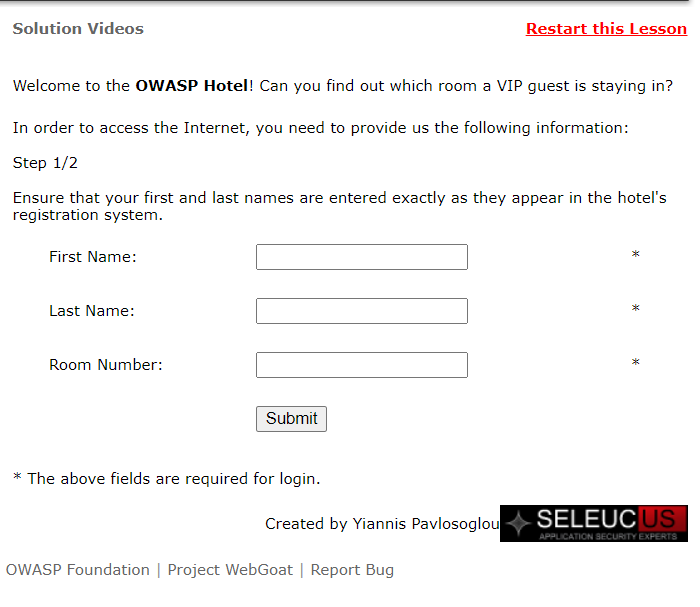 Solution Videos Restart this Lesson
Welcome to the OWASP Hotel! Can you find out which room a VIP guest is staying in?
In order to access the Internet, you need to provide us the following information:
Step 1/2
Ensure that your first and last names are entered exactly as they appear in the hotel's
registration system.
First Name: *
Last Name: *
Room Number: *
Submit
* The above fields are required for login.
Created by Yiannis Pavlosoglou SELEUCUS
APPLICATION SECURITY EXPERTS
OWASP Foundation | Project WebGoat | Report Bug